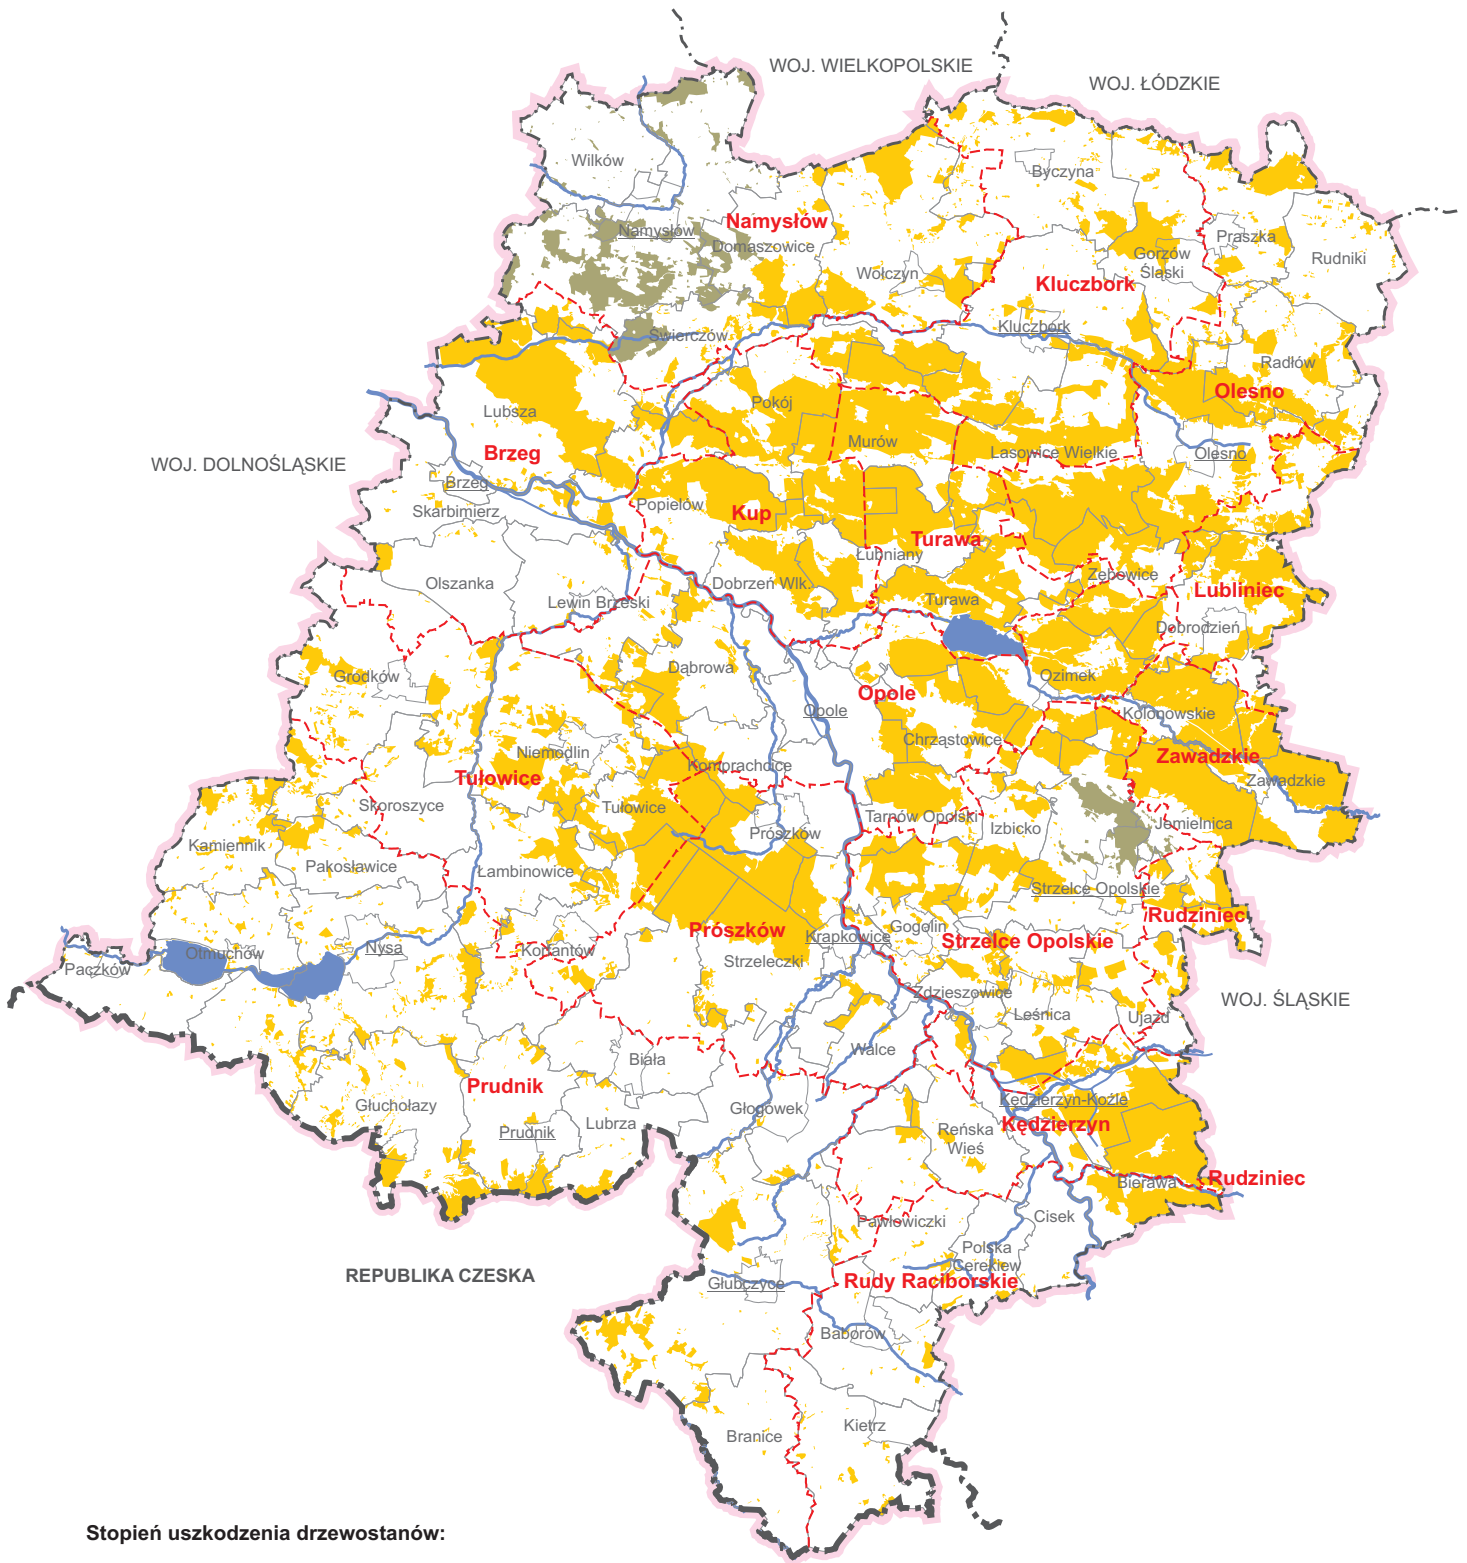 WOJ. WIELKOPOLSKIE
WOJ. ŁÓDZKIE
Wilków
Byczyna
Namysłów
Namysłów
Domaszowice
Praszka
Rudniki
Gorzów
Śląski
Wołczyn
Kluczbork
Kluczbork
Świerczów
Radłów
Olesno
Pokój
Lubsza
Murów
Lasowice Wielkie
Olesno
Brzeg
WOJ. DOLNOŚLĄSKIE
Brzeg
Skarbimierz
Popielów
Kup
Turawa
Łubniany
Zębowice
Olszanka
Dobrzeń Wlk.
Lubliniec
Lewin Brzeski
Turawa
Dobrodzień
Dąbrowa
Grodków
Ozimek
Opole
Opole
Kolonowskie
Chrząstowice
Niemodlin
Komprachcice
Zawadzkie
Tułowice
Zawadzkie
Skoroszyce
Tułowice
Tarnów Opolski
Izbicko
Jemielnica
Prószków
Kamiennik
Pakosławice
Łambinowice
Strzelce Opolskie
Rudziniec
Prószków
Gogolin
Krapkowice
Strzelce Opolskie
Nysa
Korfantów
Otmuchów
Paczków
Strzeleczki
Zdzieszowice
WOJ. ŚLĄSKIE
Leśnica
Ujazd
Walce
Biała
Prudnik
Głuchołazy
Głogówek
Kędzierzyn-Koźle
Lubrza
Prudnik
Reńska
Wieś
Kędzierzyn
Rudziniec
Bierawa
Pawłowiczki
Cisek
Polska
Cerekiew
REPUBLIKA CZESKA
Głubczyce
Rudy Raciborskie
Baborów
Kietrz
Branice
Stopień uszkodzenia drzewostanów: